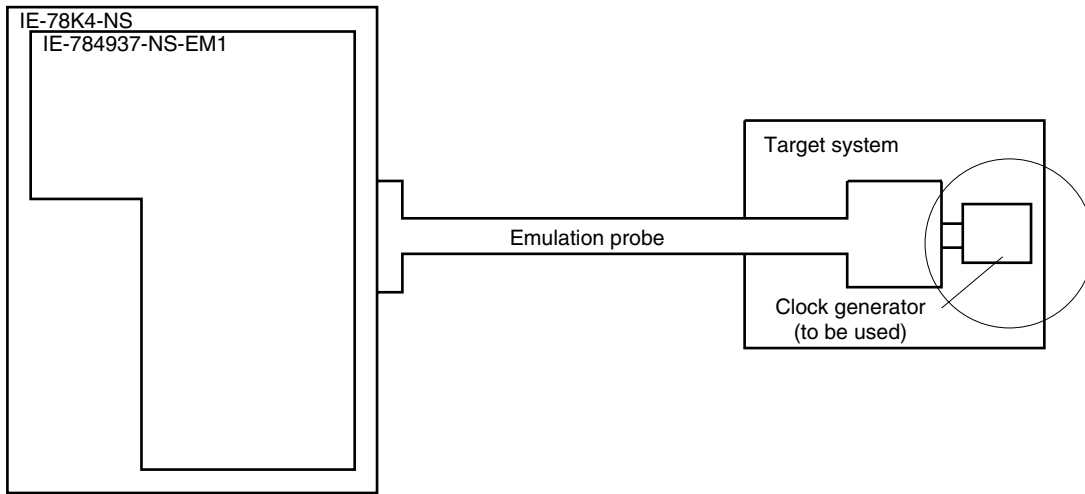 IE-78K4-NS
IE-784937-NS-EM1
Target system
Emulation probe
Clock generator
(to be used)